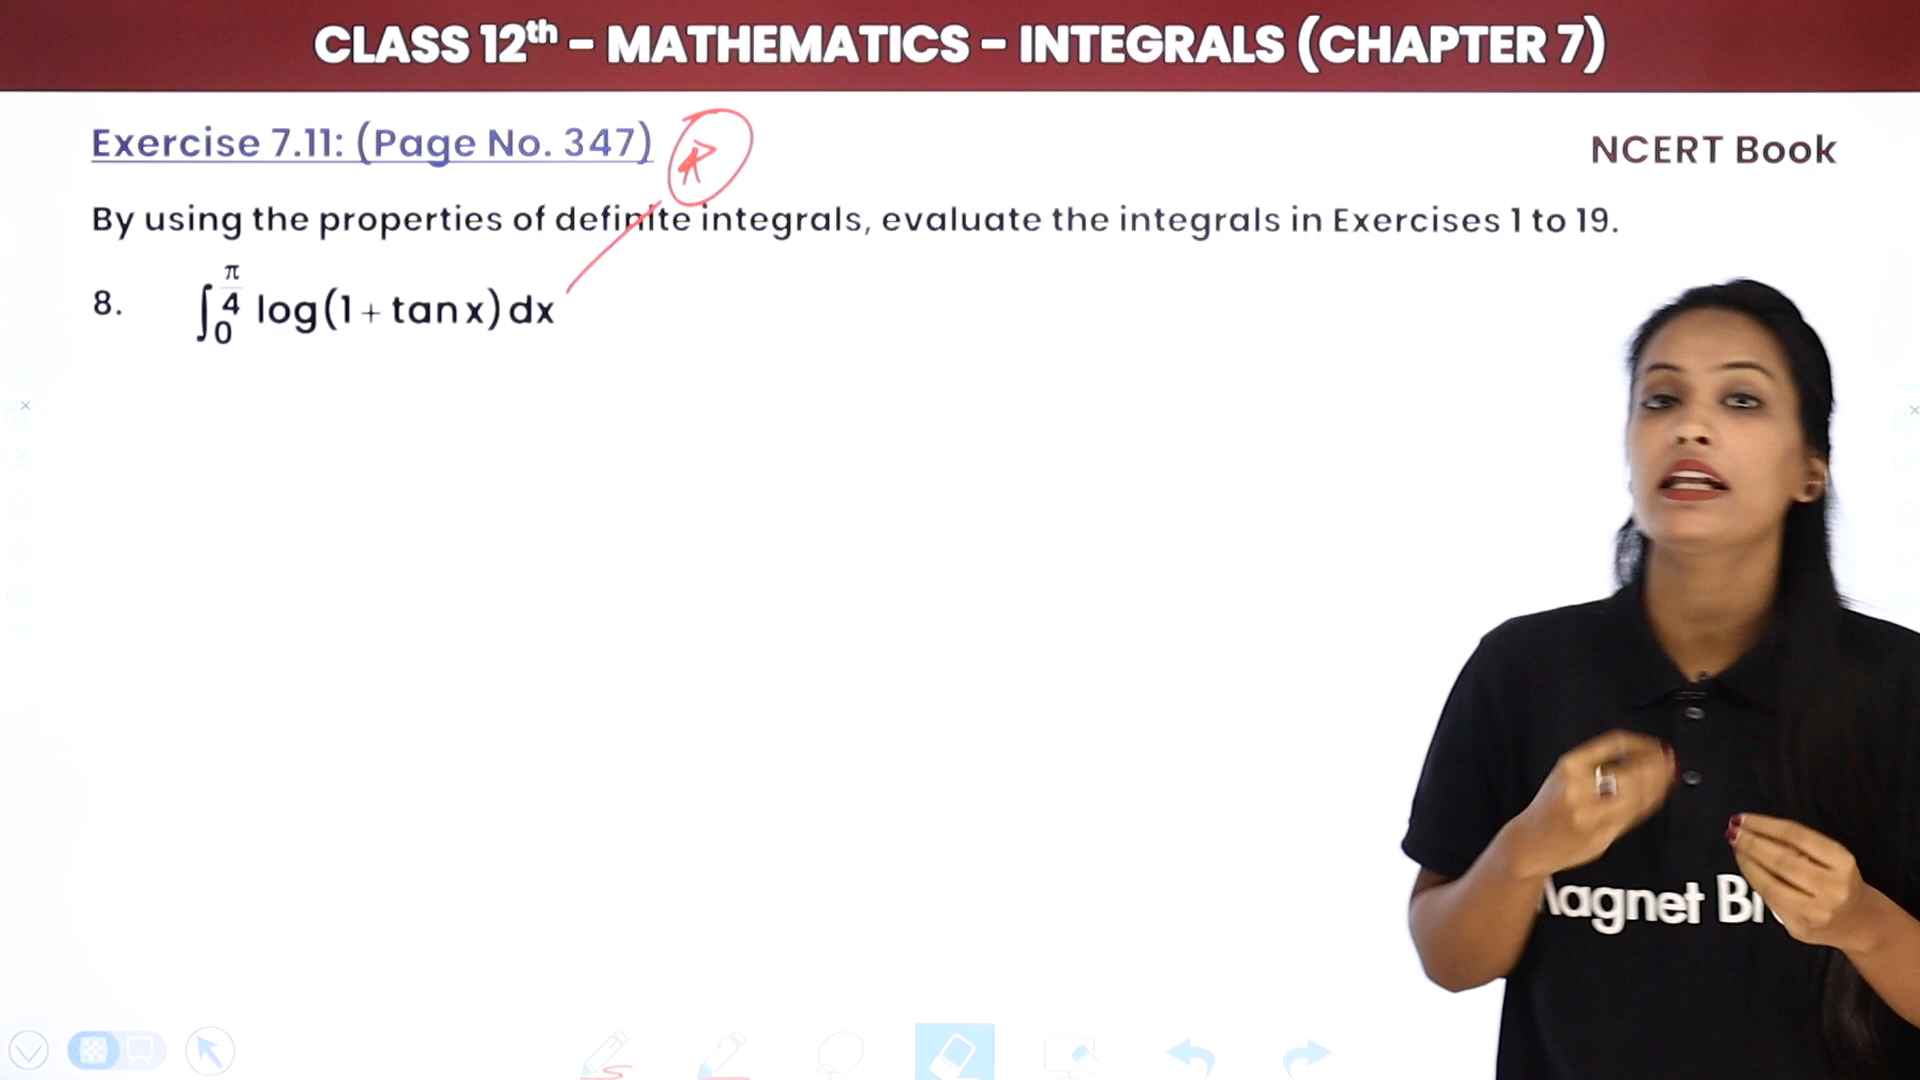 CLASS 12th - MATHEMATICS - INTEGRALS (CHAPTER 7)
Exercise 7.11: (Page No. 347)
NCERT Book
By using the properties of definite integrals, evaluate the integrals in Exercises 1 to 19.
8. ∫₀^(π/4) log(1 + tan x) dx
agnet Br